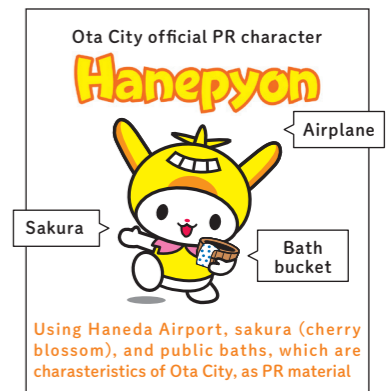 Ota City official PR character
Hanepyon
Airplane
Sakura
Bath
bucket
Using Haneda Airport, sakura (cherry
blossom), and public baths, which are
charasteristics of Ota City, as PR material